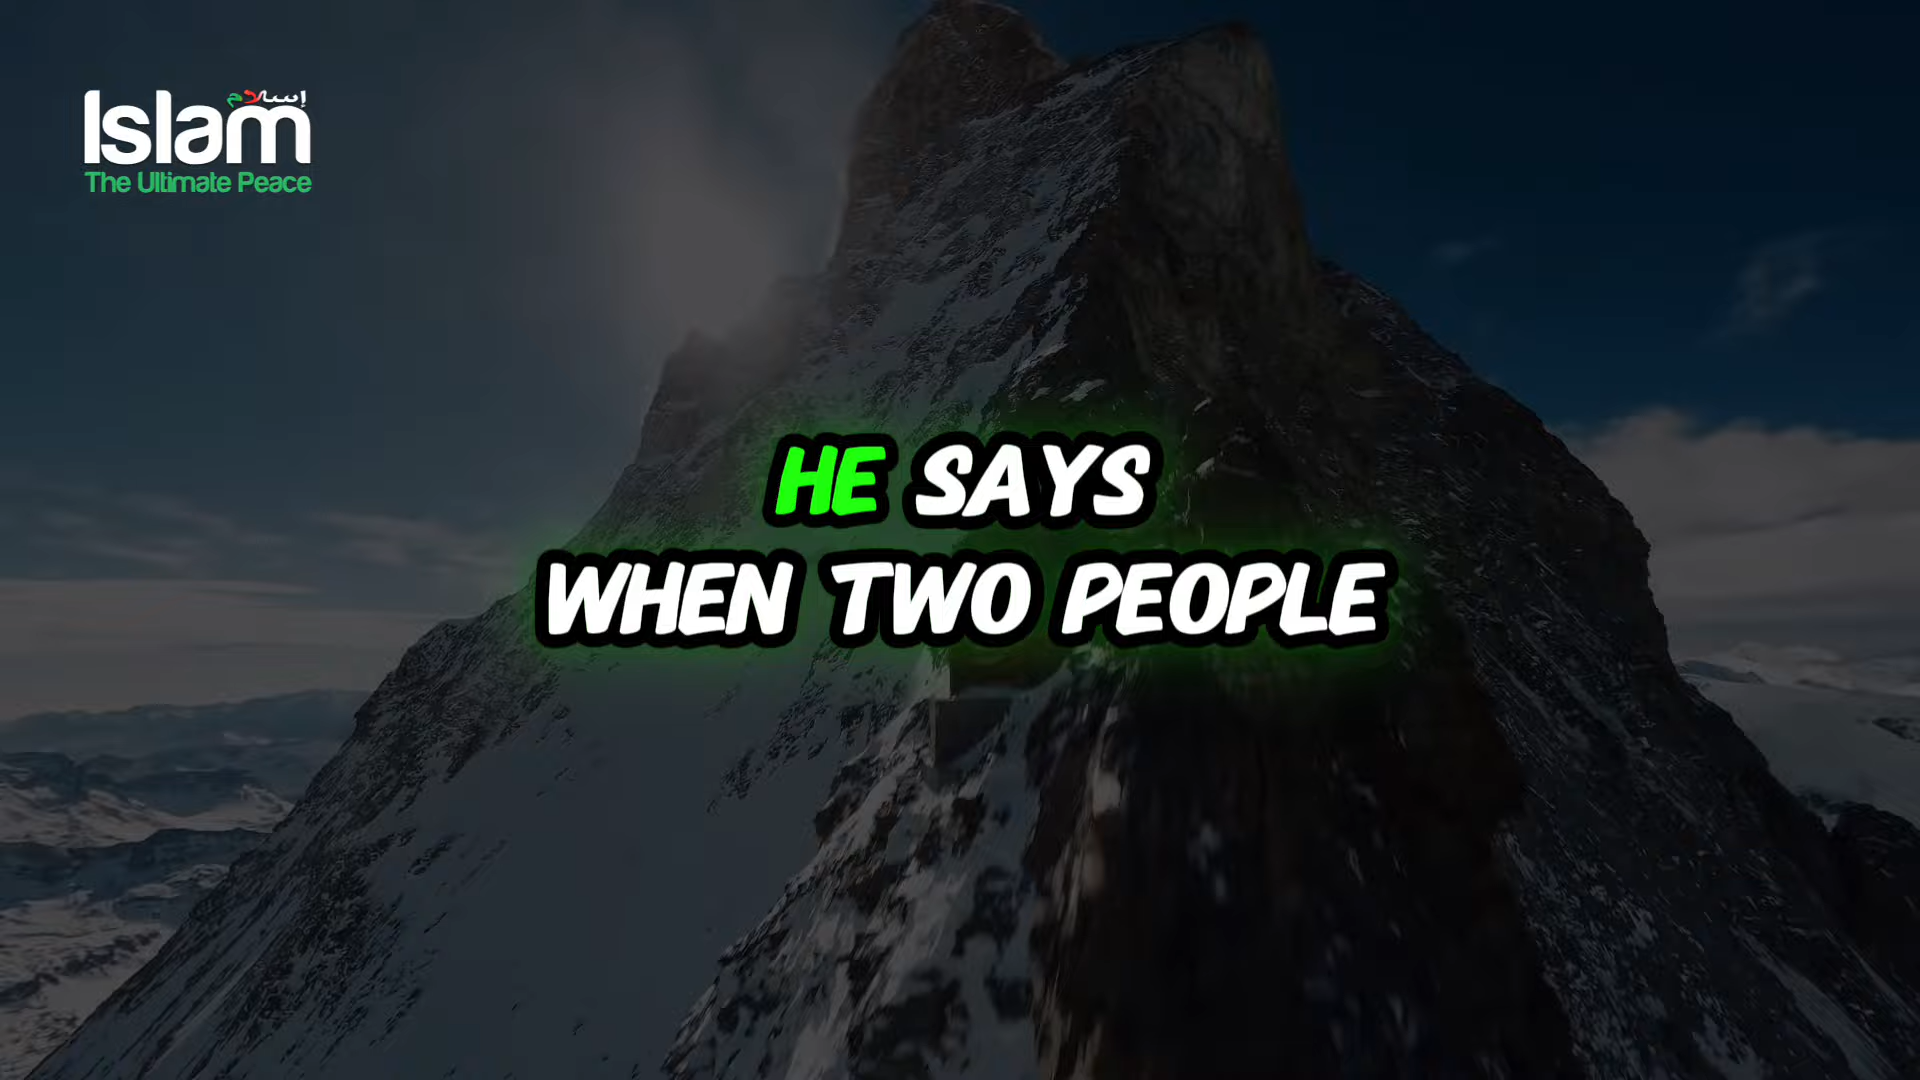 إسلام
Islam
The Ultimate Peace
HE SAYS
WHEN TWO PEOPLE